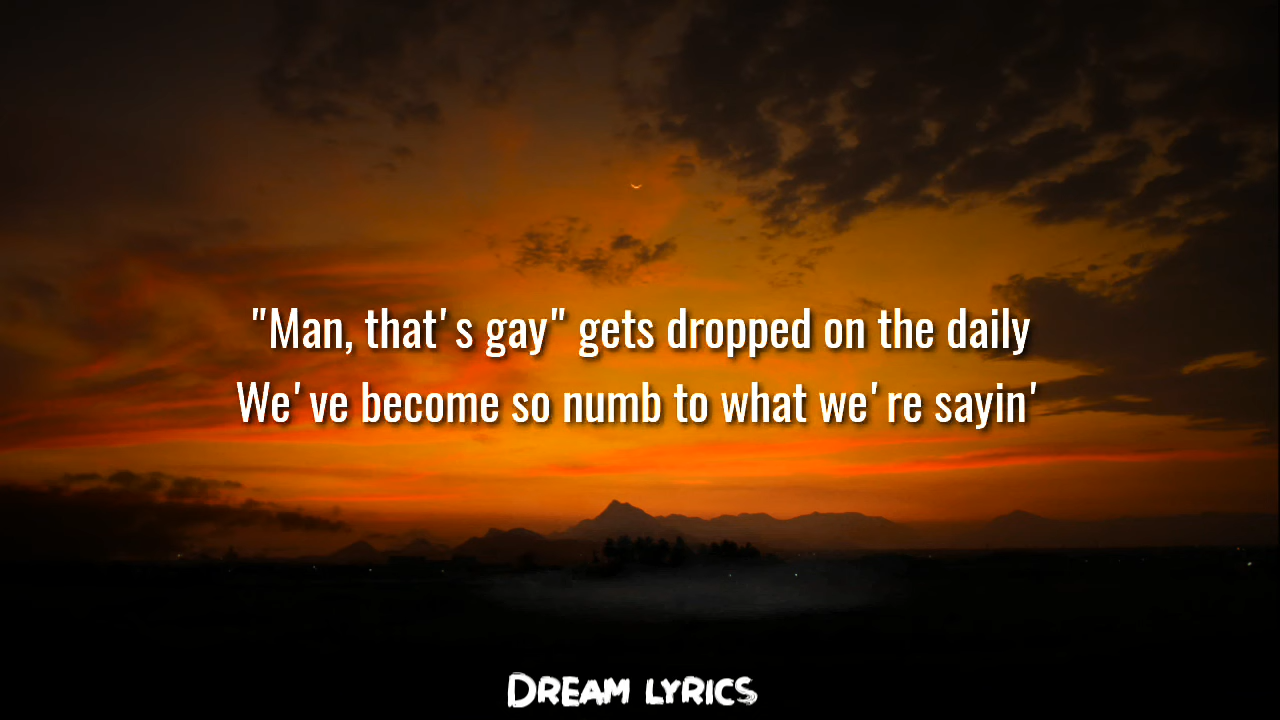 "Man, that's gay" gets dropped on the daily
We've become so numb to what we're sayin'
DREAM LYRICS